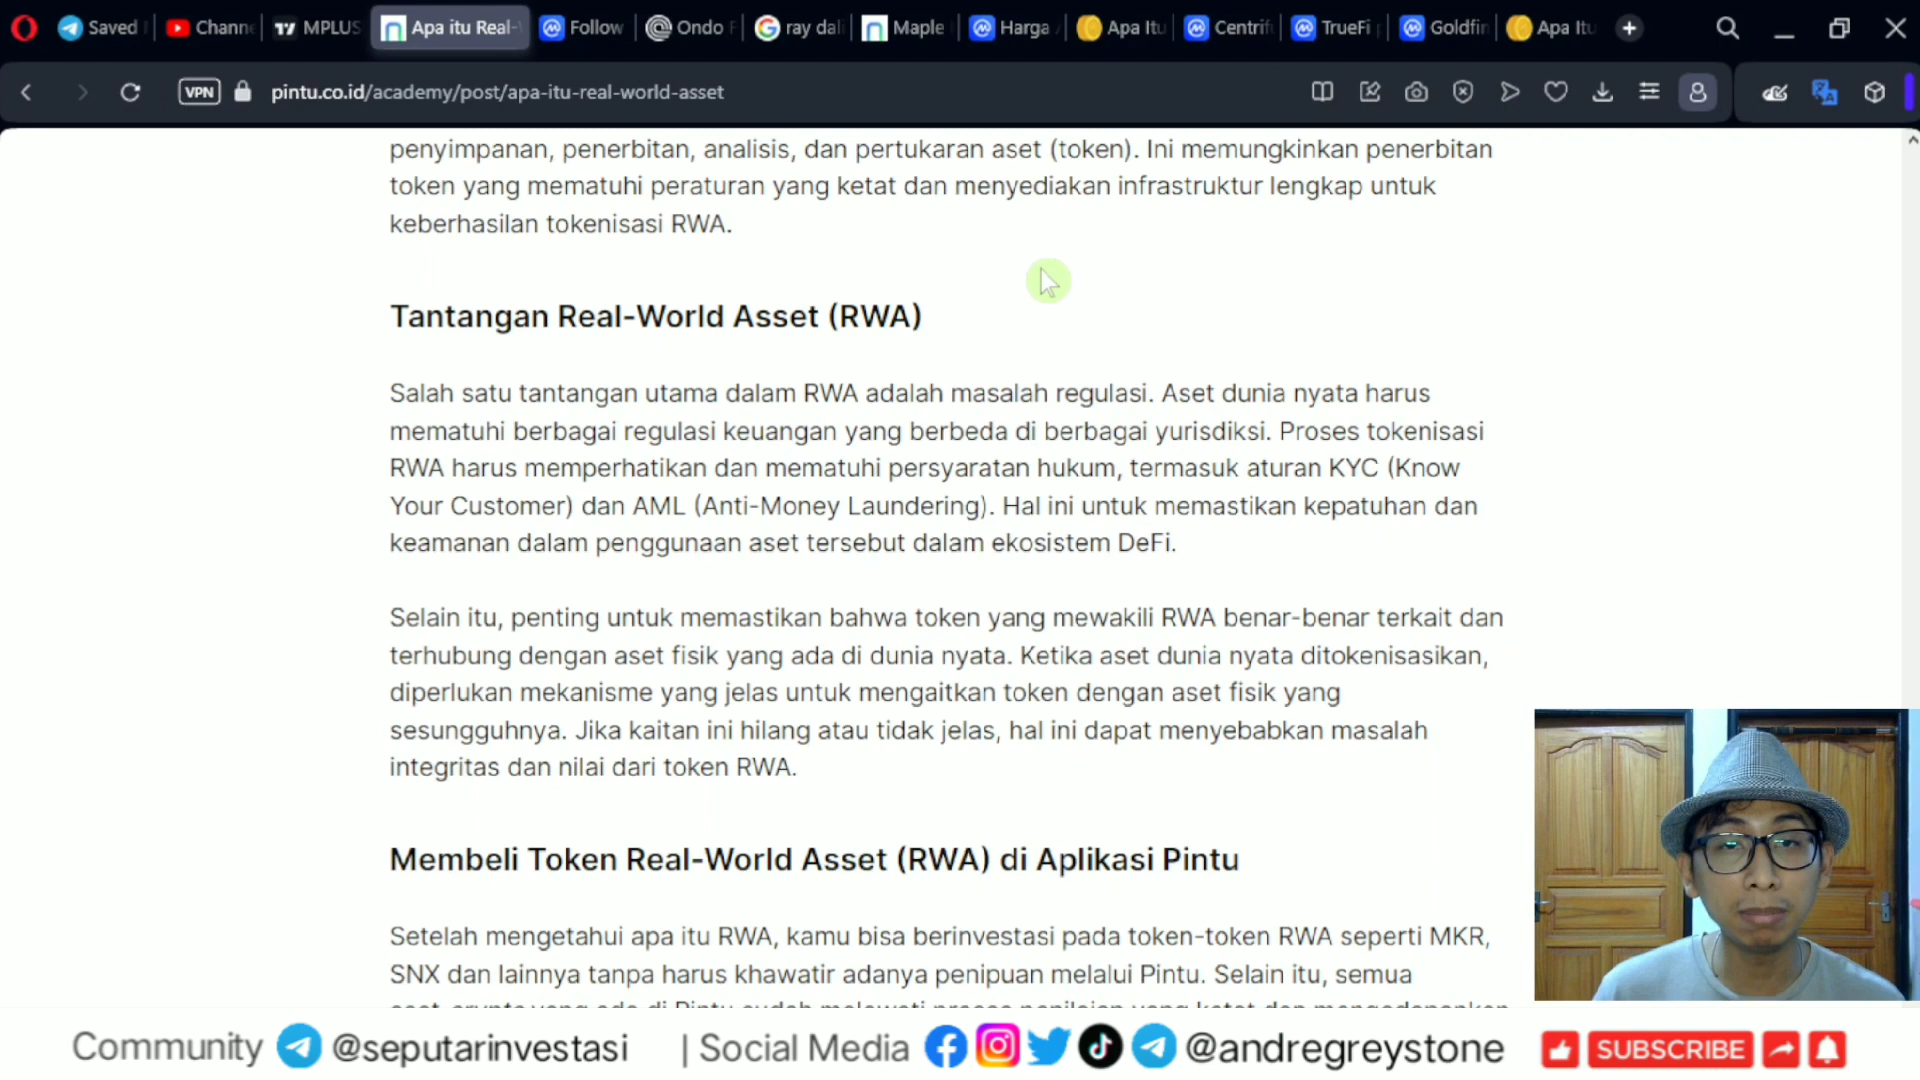 Saved
Chann
MPLUS
Apa itu Real-
Follow
Ondo
ray dali
Maple
Harga
Apa Itu
Centrif
TrueFi
Goldfin
Apa Itu
VPN
pintu.co.id/academy/post/apa-itu-real-world-asset
penyimpanan, penerbitan, analisis, dan pertukaran aset (token). Ini memungkinkan penerbitan
token yang mematuhi peraturan yang ketat dan menyediakan infrastruktur lengkap untuk
keberhasilan tokenisasi RWA.
Tantangan Real-World Asset (RWA)
Salah satu tantangan utama dalam RWA adalah masalah regulasi. Aset dunia nyata harus
mematuhi berbagai regulasi keuangan yang berbeda di berbagai yurisdiksi. Proses tokenisasi
RWA harus memperhatikan dan mematuhi persyaratan hukum, termasuk aturan KYC (Know
Your Customer) dan AML (Anti-Money Laundering). Hal ini untuk memastikan kepatuhan dan
keamanan dalam penggunaan aset tersebut dalam ekosistem DeFi.
Selain itu, penting untuk memastikan bahwa token yang mewakili RWA benar-benar terkait dan
terhubung dengan aset fisik yang ada di dunia nyata. Ketika aset dunia nyata ditokenisasikan,
diperlukan mekanisme yang jelas untuk mengaitkan token dengan aset fisik yang
sesungguhnya. Jika kaitan ini hilang atau tidak jelas, hal ini dapat menyebabkan masalah
integritas dan nilai dari token RWA.
Membeli Token Real-World Asset (RWA) di Aplikasi Pintu
Setelah mengetahui apa itu RWA, kamu bisa berinvestasi pada token-token RWA seperti MKR,
SNX dan lainnya tanpa harus khawatir adanya penipuan melalui Pintu. Selain itu, semua
Community @seputarinvestasi | Social Media @andregreystone SUBSCRIBE